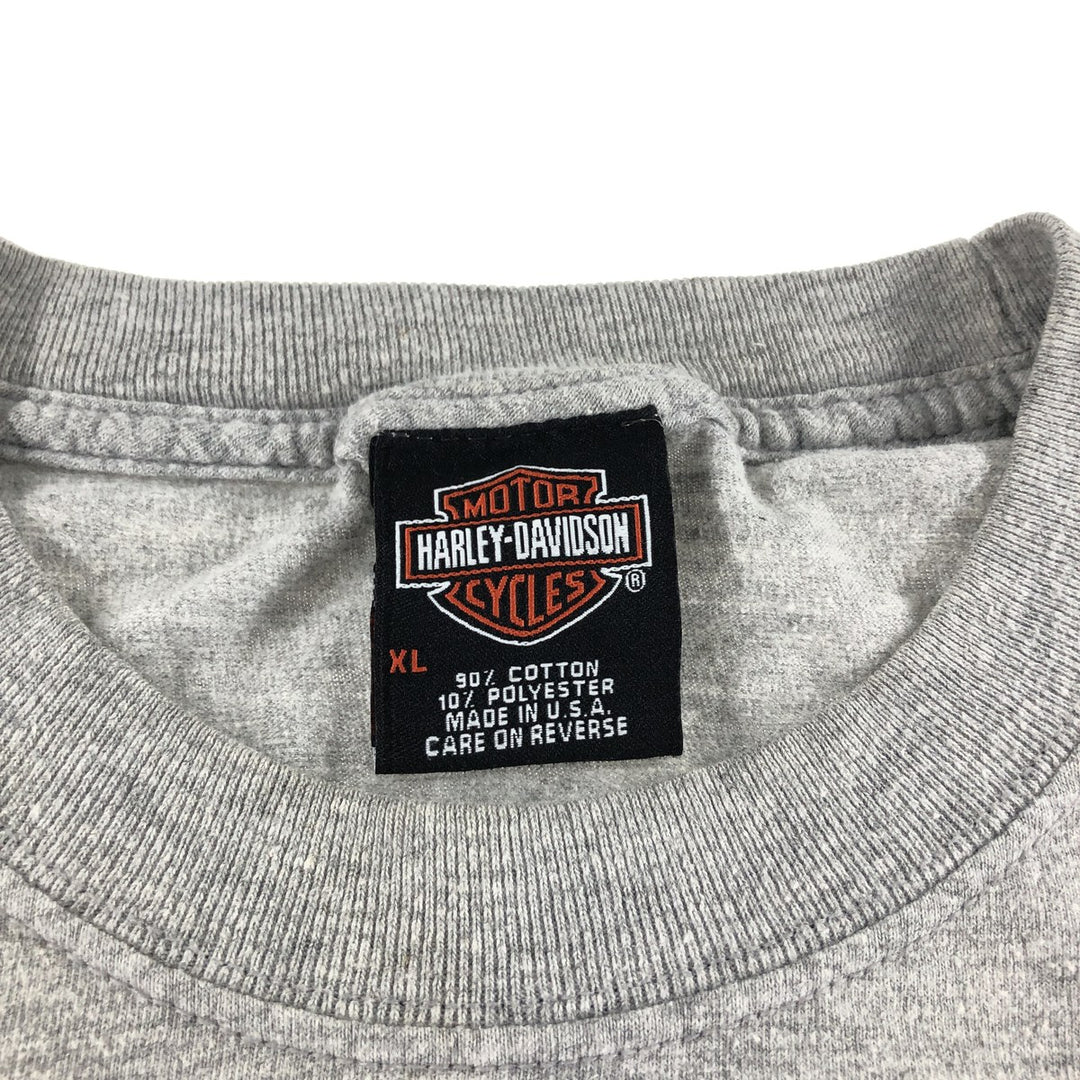 MOTOR
HARLEY-DAVIDSON
CYCLES ®
XL
90% COTTON
10% POLYESTER
MADE IN U.S.A.
CARE ON REVERSE